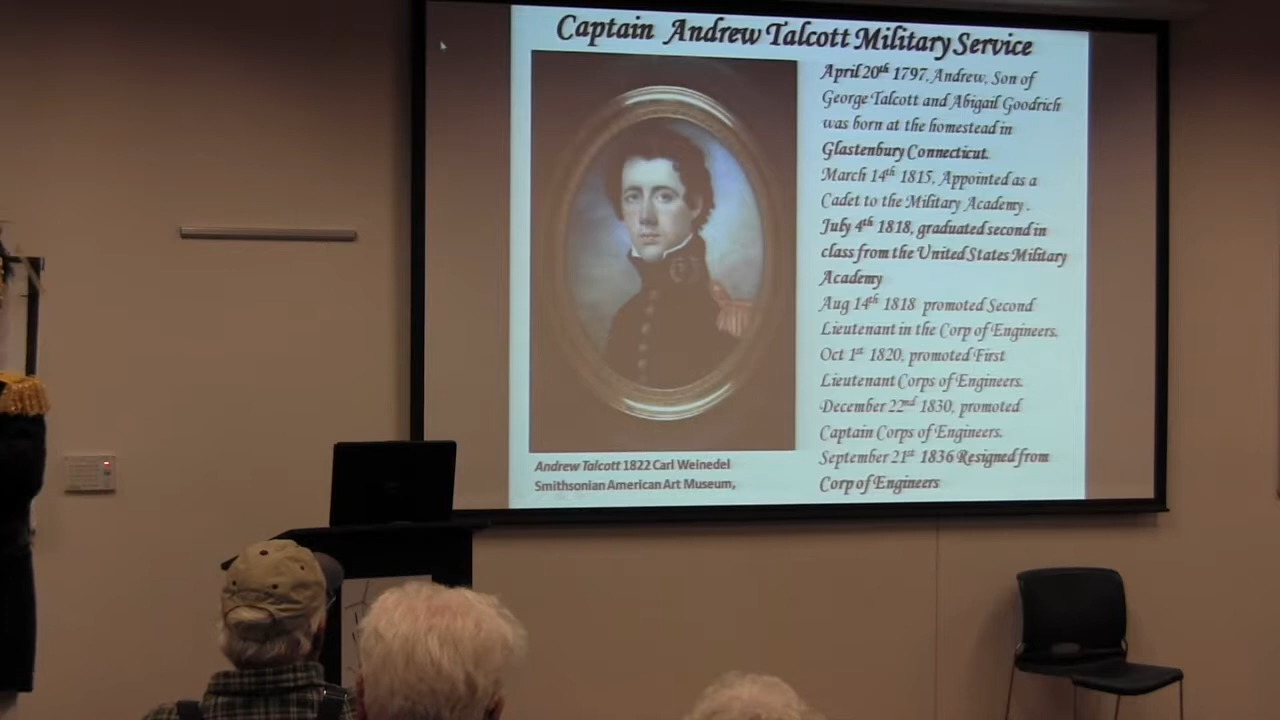 Captain Andrew Talcott Military Service
April 20th 1797, Andrew, Son of
George Talcott and Abigail Goodrich
was born at the homestead in
Glastenbury Connecticut.
March 14th 1815, Appointed as a
Cadet to the Military Academy.
July 4th 1818, graduated second in
class from the United States Military
Academy
Aug 14th 1818 promoted Second
Lieutenant in the Corp of Engineers.
Oct 1st 1820, promoted First
Lieutenant Corps of Engineers.
December 22nd 1830, promoted
Captain Corps of Engineers.
September 21st 1836 Resigned from
Corp of Engineers
Andrew Talcott 1822 Carl Weinedel
Smithsonian American Art Museum,